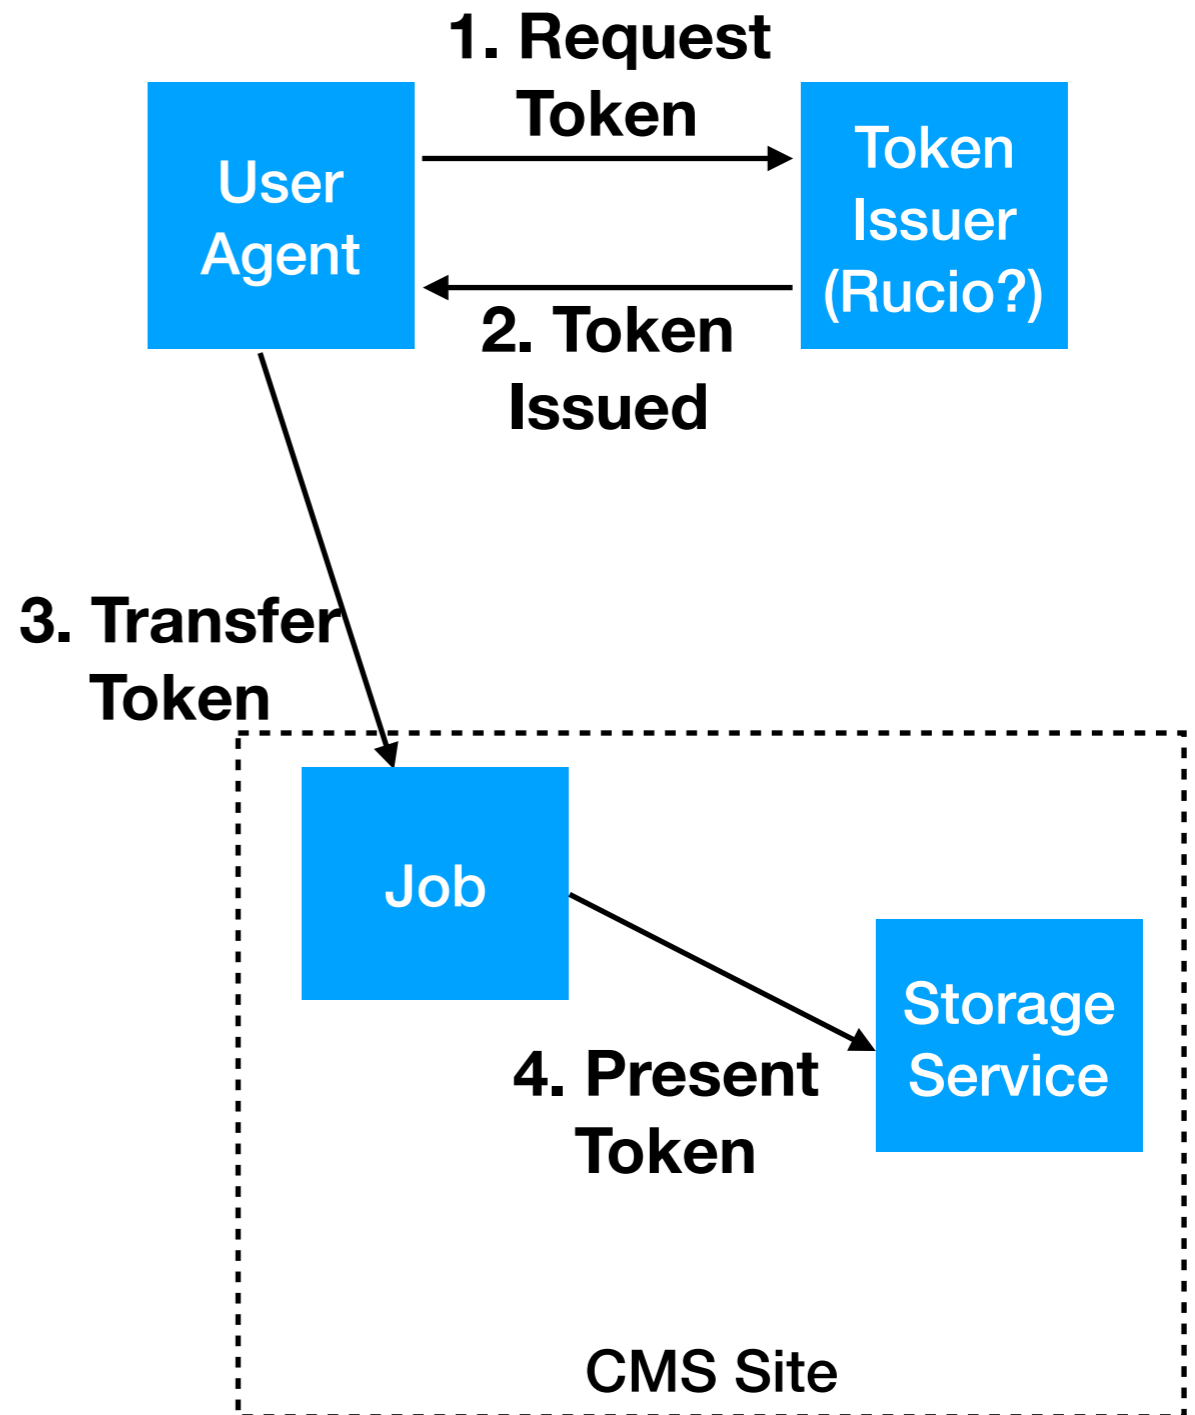 1. Request
Token
User
Agent
Token
Issuer
(Rucio?)
2. Token
Issued
3. Transfer
Token
Job
Storage
Service
4. Present
Token
CMS Site